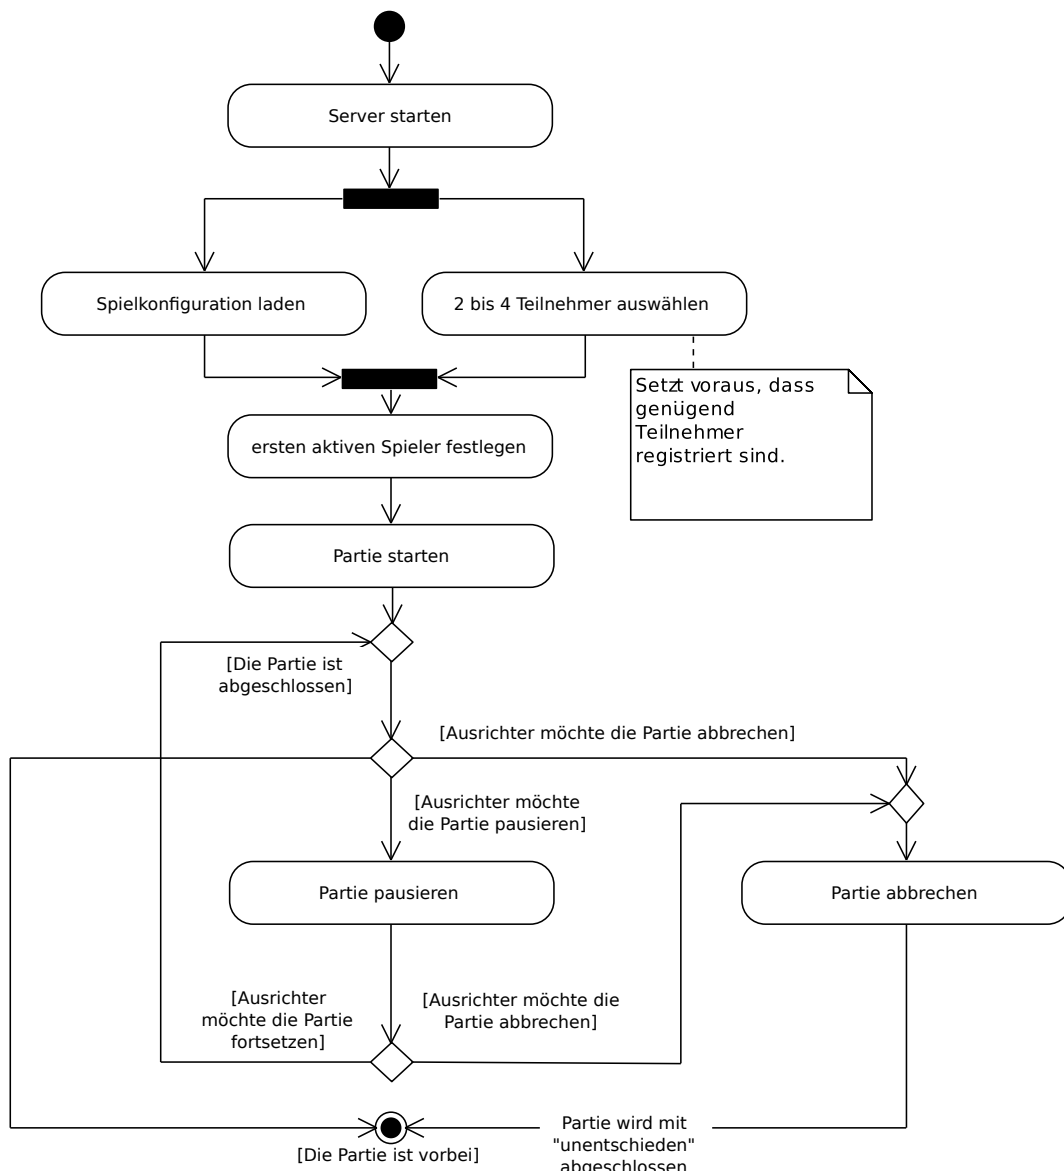 Server starten
Spielkonfiguration laden
2 bis 4 Teilnehmer auswählen
Setzt voraus, dass
genügend
Teilnehmer
registriert sind.
ersten aktiven Spieler festlegen
Partie starten
[Die Partie ist
abgeschlossen]
[Ausrichter möchte die Partie abbrechen]
[Ausrichter möchte
die Partie pausieren]
Partie pausieren
Partie abbrechen
[Ausrichter
möchte die Partie
fortsetzen]
[Ausrichter möchte die
Partie abbrechen]
Partie wird mit
"unentschieden"
abgeschlossen
[Die Partie ist vorbei]